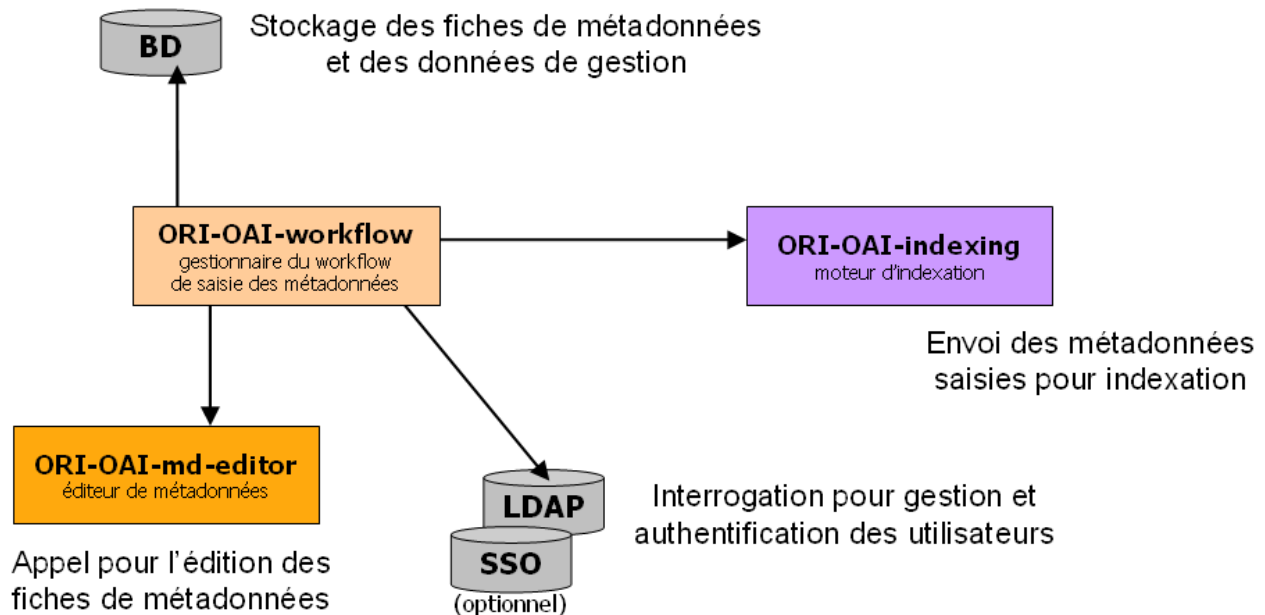 BD
Stockage des fiches de métadonnées
et des données de gestion
ORI-OAI-workflow
gestionnaire du workflow
de saisie des métadonnées
ORI-OAI-indexing
moteur d'indexation
Envoi des métadonnées
saisies pour indexation
ORI-OAI-md-editor
éditeur de métadonnées
Appel pour l'édition des
fiches de métadonnées
LDAP
SSO
(optionnel)
Interrogation pour gestion et
authentification des utilisateurs